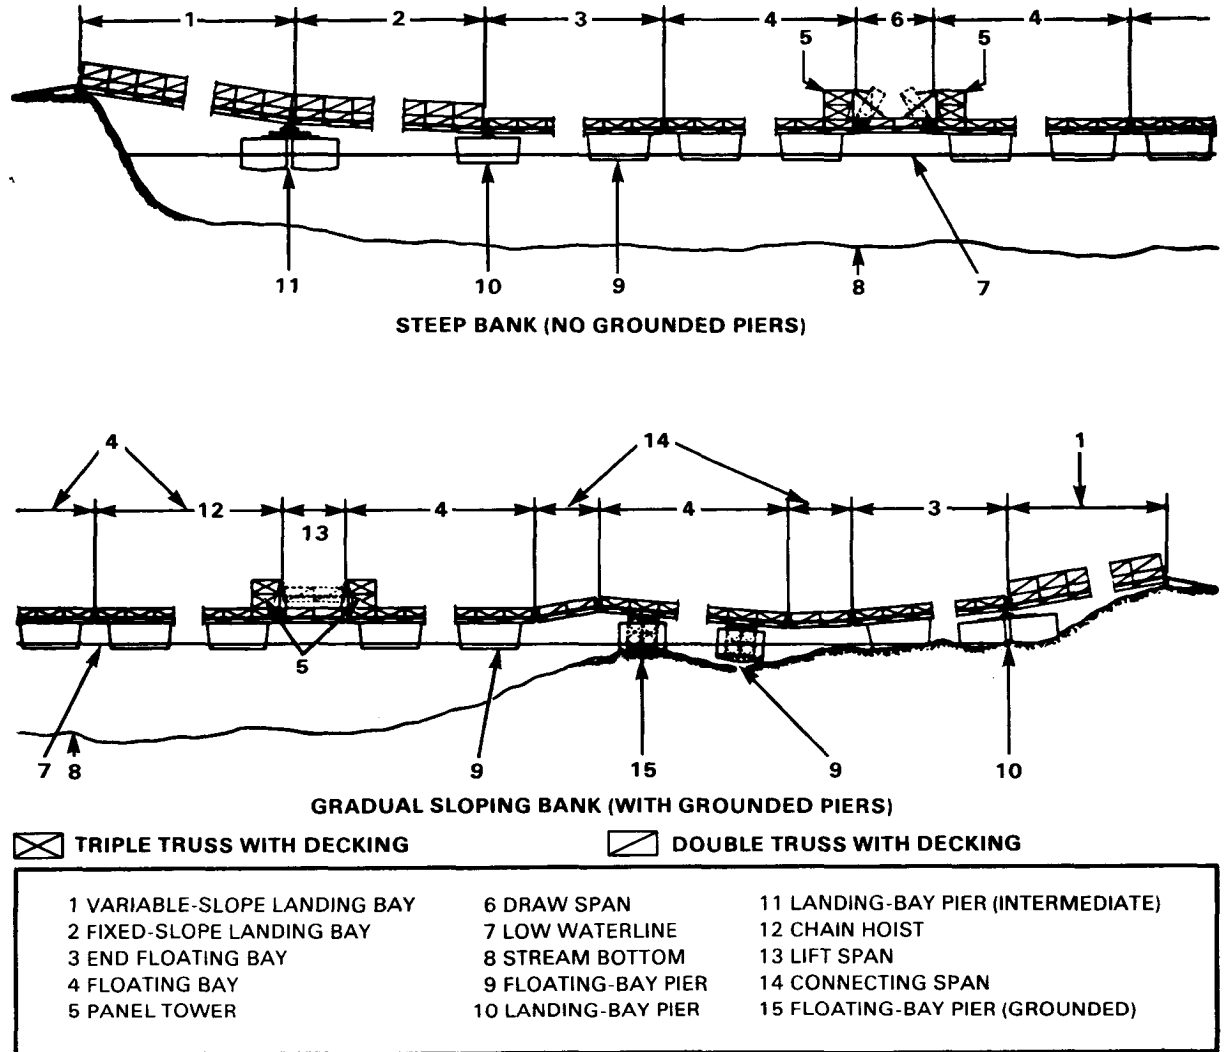 1 2 3 4 6 4
5 5
11 10 9 8 7
STEEP BANK (NO GROUNDED PIERS)
4 14 1
12 13 4 4 3
5
7 8 9 15 9 10
GRADUAL SLOPING BANK (WITH GROUNDED PIERS)
TRIPLE TRUSS WITH DECKING DOUBLE TRUSS WITH DECKING
1 VARIABLE-SLOPE LANDING BAY
2 FIXED-SLOPE LANDING BAY
3 END FLOATING BAY
4 FLOATING BAY
5 PANEL TOWER
6 DRAW SPAN
7 LOW WATERLINE
8 STREAM BOTTOM
9 FLOATING-BAY PIER
10 LANDING-BAY PIER
11 LANDING-BAY PIER (INTERMEDIATE)
12 CHAIN HOIST
13 LIFT SPAN
14 CONNECTING SPAN
15 FLOATING-BAY PIER (GROUNDED)